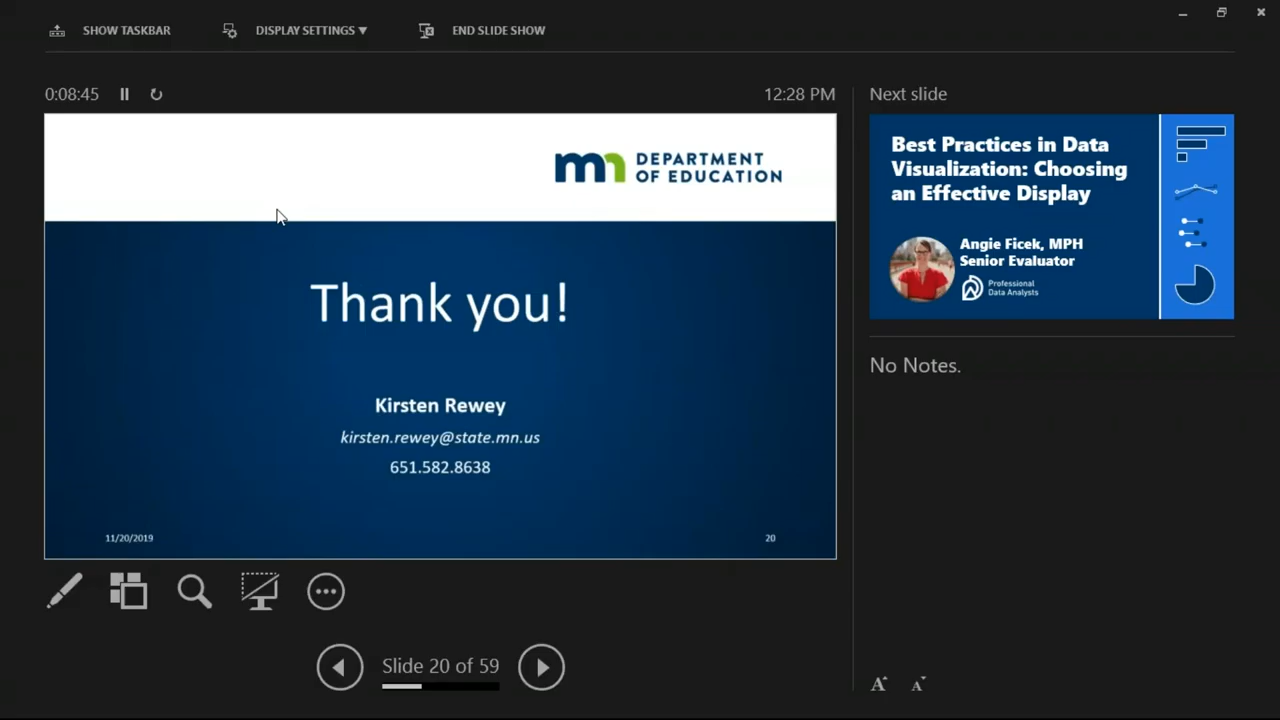 SHOW TASKBAR
DISPLAY SETTINGS ▼
END SLIDE SHOW
0:08:45
12:28 PM
Next slide
mn DEPARTMENT
OF EDUCATION
Thank you!
Kirsten Rewey
kirsten.rewey@state.mn.us
651.582.8638
11/20/2019
20
Best Practices in Data
Visualization: Choosing
an Effective Display
Angie Ficek, MPH
Senior Evaluator
Professional
Data Analysts
No Notes.
Slide 20 of 59
A A